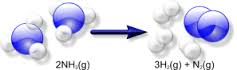 2NH₃(g) 3H₂(g) + N₂(g)